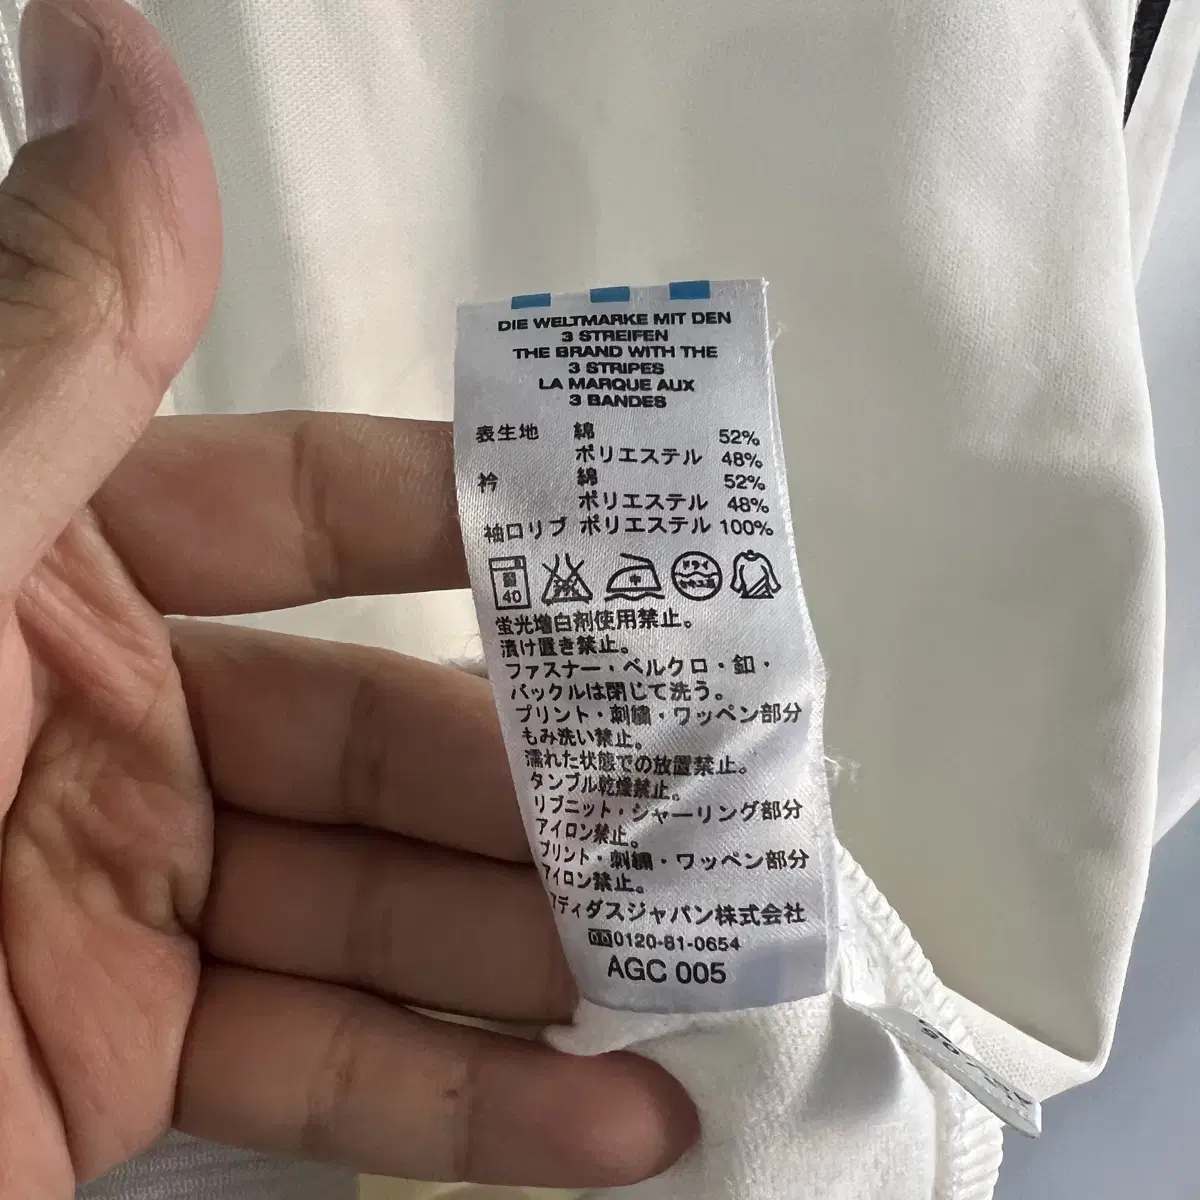 DIE WELTMARKE MIT DEN
3 STREIFEN
THE BRAND WITH THE
3 STRIPES
LA MARQUE AUX
3 BANDES
表生地 綿 52%
ポリエステル 48%
衿 綿 52%
ポリエステル 48%
袖口リブ ポリエステル 100%
40 中 ドライ
蛍光増白剤使用禁止。
漬け置き禁止。
ファスナー・ベルクロ・釦・
バックルは閉じて洗う。
プリント・刺繍・ワッペン部分
もみ洗い禁止。
濡れた状態での放置禁止。
タンブル乾燥禁止。
リブニット・シャーリング部分
アイロン禁止。
プリント・刺繍・ワッペン部分
アイロン禁止。
アディダスジャパン株式会社
0120-81-0654
AGC 005